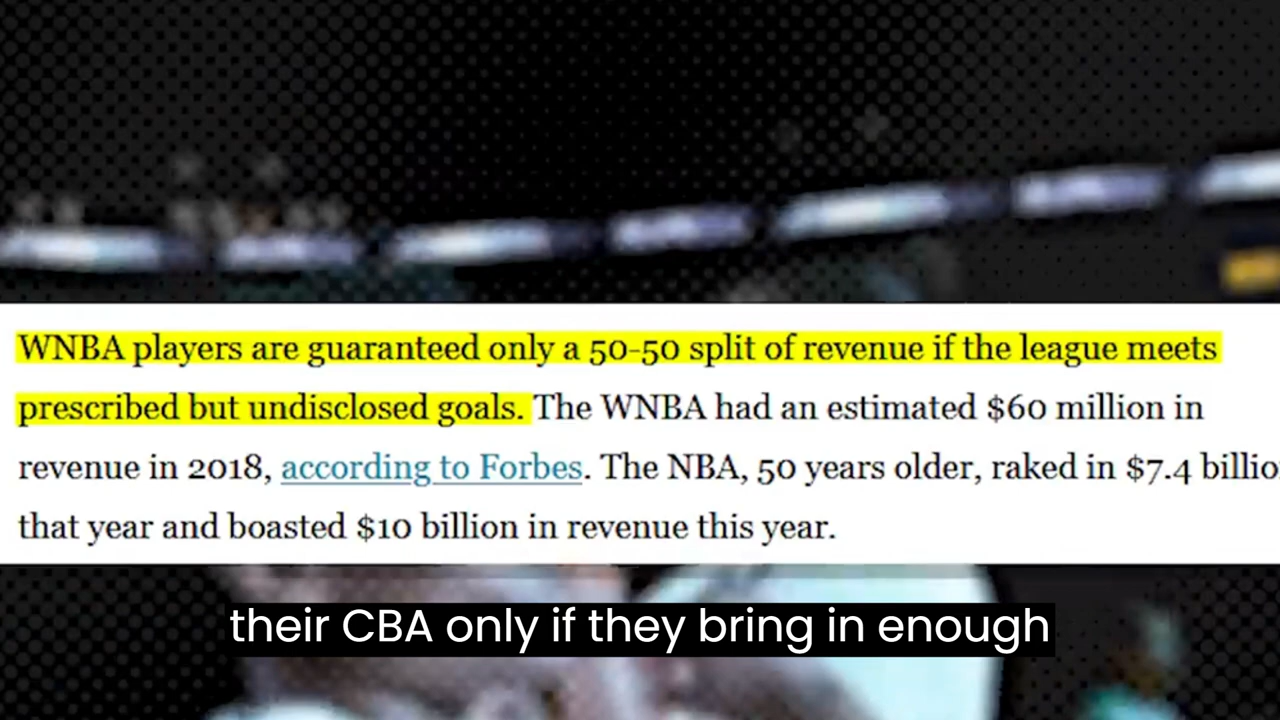 WNBA players are guaranteed only a 50-50 split of revenue if the league meets
prescribed but undisclosed goals. The WNBA had an estimated $60 million in
revenue in 2018, according to Forbes. The NBA, 50 years older, raked in $7.4 billio
that year and boasted $10 billion in revenue this year.
their CBA only if they bring in enough